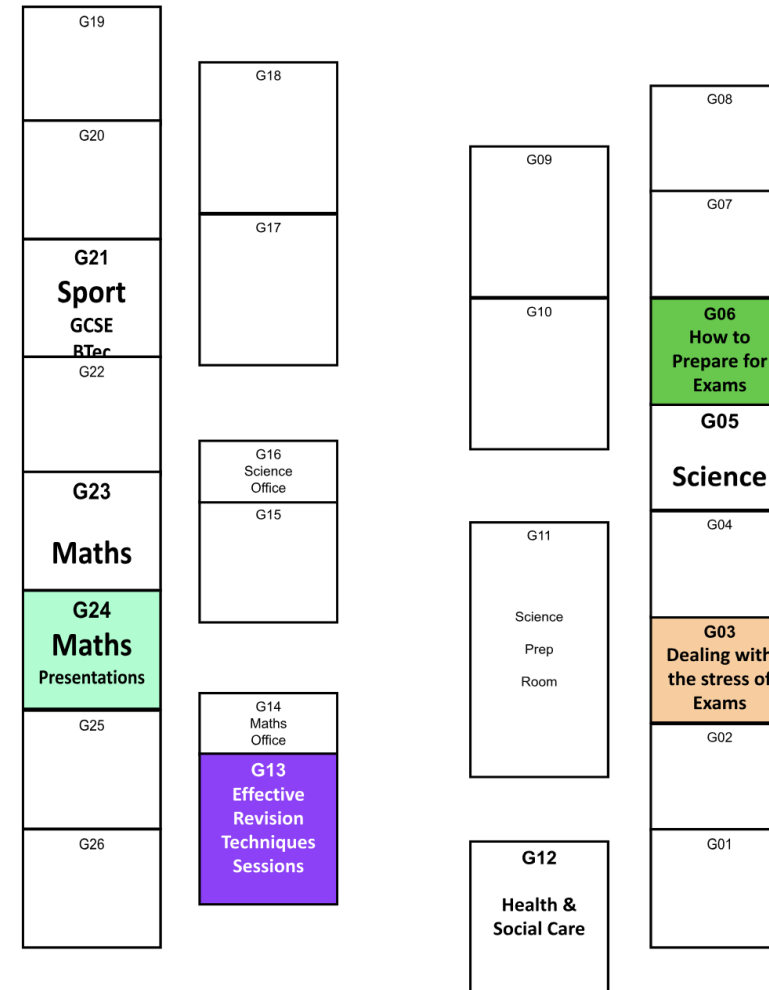 G19
G20
G21
Sport
GCSE
BTec
G22
G23
Maths
G24
Maths
Presentations
G25
G26
G18
G17
G16
Science
Office
G15
G14
Maths
Office
G13
Effective
Revision
Techniques
Sessions
G09
G10
G11
Science
Prep
Room
G12
Health &
Social Care
G08
G07
G06
How to
Prepare for
Exams
G05
Science
G04
G03
Dealing with
the stress of
Exams
G02
G01